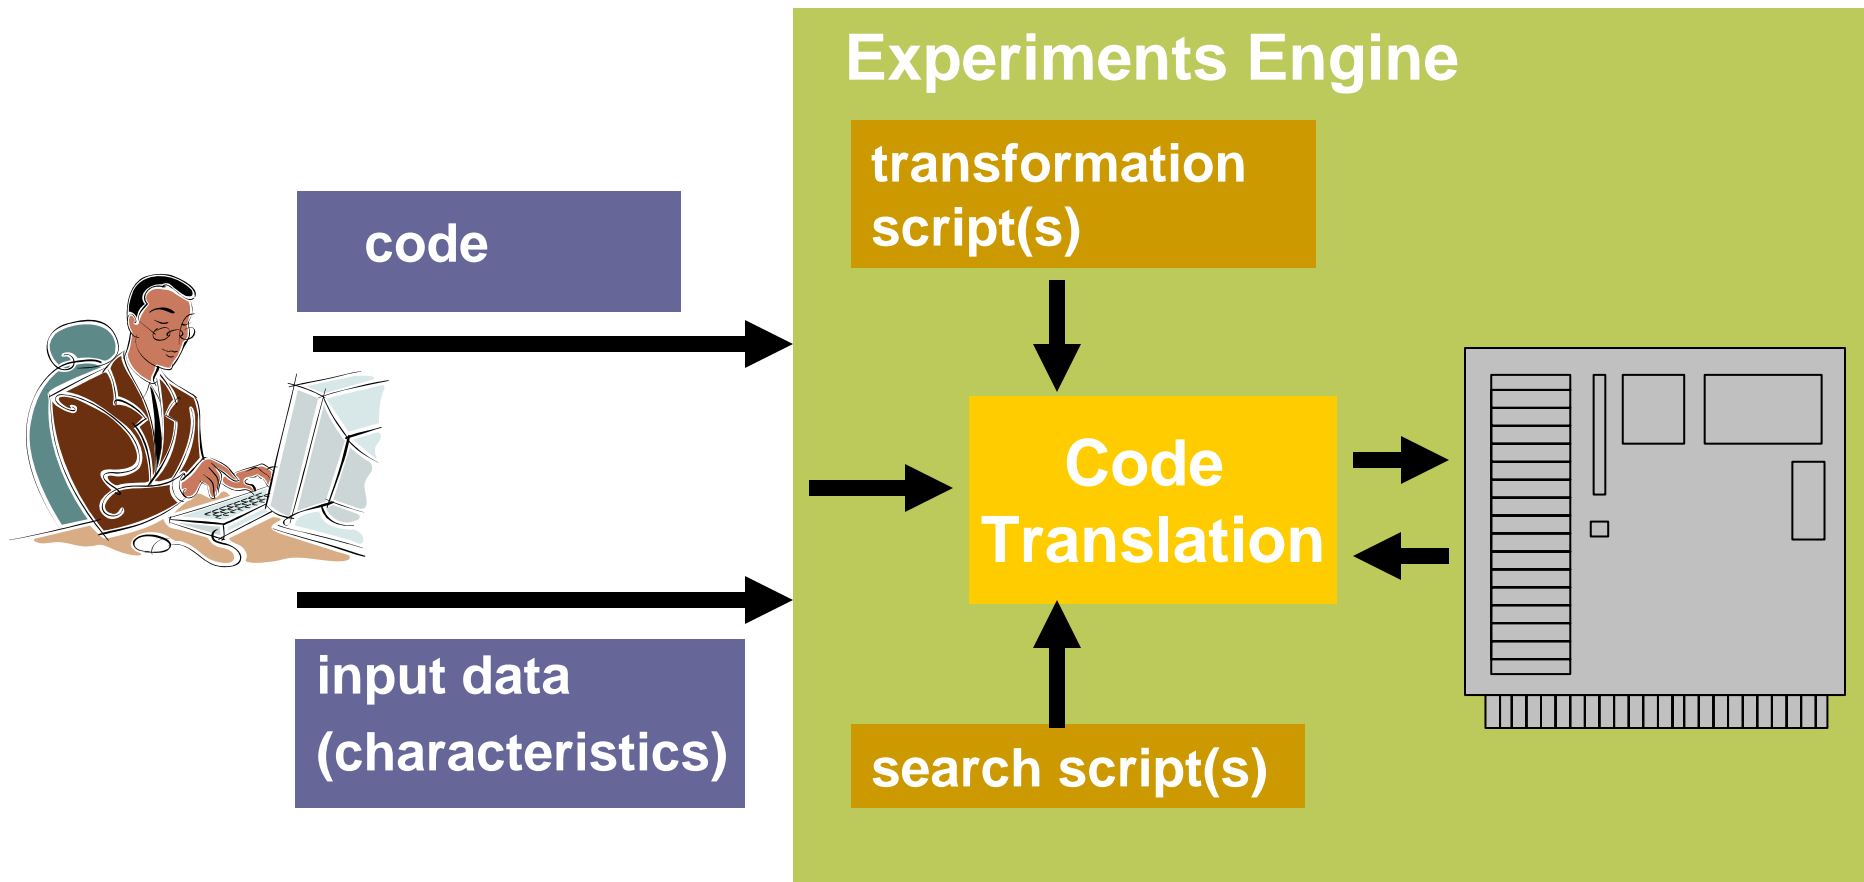 Experiments Engine
transformation
script(s)
code
Code
Translation
input data
(characteristics)
search script(s)